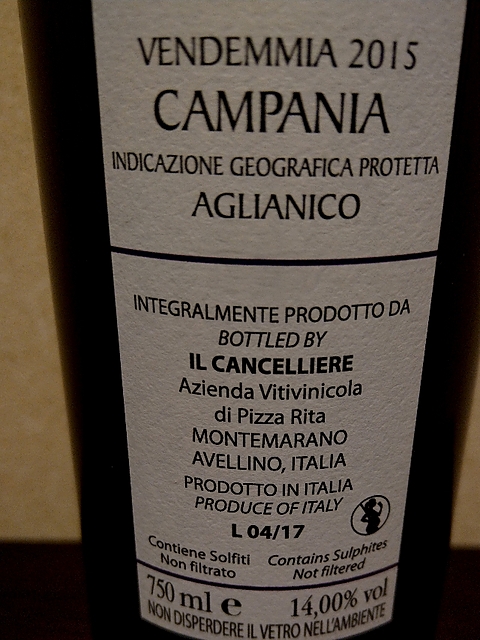 VENDEMMIA 2015
CAMPANIA
INDICAZIONE GEOGRAFICA PROTETTA
AGLIANICO
INTEGRALMENTE PRODOTTO DA
BOTTLED BY
IL CANCELLIERE
Azienda Vitivinicola
di Pizza Rita
MONTEMARANO
AVELLINO, ITALIA
PRODOTTO IN ITALIA
PRODUCE OF ITALY
L 04/17
Contiene Solfiti Contains Sulphites
Non filtrato Not filtered
750 ml e 14,00% vol
NON DISPERDERE IL VETRO NELL'AMBIENTE